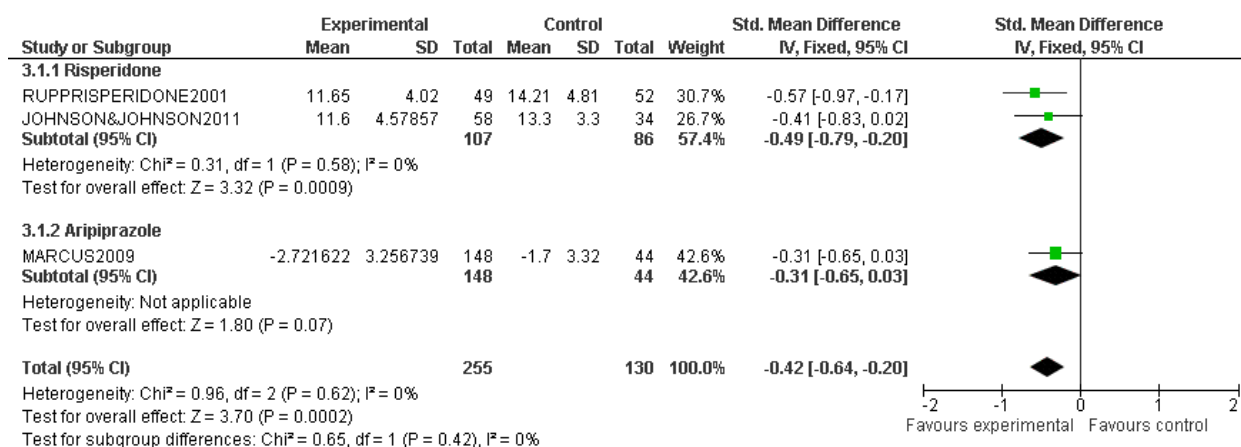 Experimental Control Std. Mean Difference Std. Mean Difference
Study or Subgroup Mean SD Total Mean SD Total Weight IV, Fixed, 95% CI IV, Fixed, 95% CI
3.1.1 Risperidone
RUPPRISPERIDONE2001 11.65 4.02 49 14.21 4.81 52 30.7% -0.57 [-0.97, -0.17]
JOHNSON&JOHNSON2011 11.6 4.57857 58 13.3 3.3 34 26.7% -0.41 [-0.83, 0.02]
Subtotal (95% CI) 107 86 57.4% -0.49 [-0.79, -0.20]
Heterogeneity: Chi² = 0.31, df = 1 (P = 0.58); I² = 0%
Test for overall effect: Z = 3.32 (P = 0.0009)
3.1.2 Aripiprazole
MARCUS2009 -2.721622 3.256739 148 -1.7 3.32 44 42.6% -0.31 [-0.65, 0.03]
Subtotal (95% CI) 148 44 42.6% -0.31 [-0.65, 0.03]
Heterogeneity: Not applicable
Test for overall effect: Z = 1.80 (P = 0.07)
Total (95% CI) 255 130 100.0% -0.42 [-0.64, -0.20]
Heterogeneity: Chi² = 0.96, df = 2 (P = 0.62); I² = 0%
Test for overall effect: Z = 3.70 (P = 0.0002)
Test for subgroup differences: Chi² = 0.65, df = 1 (P = 0.42), I² = 0%
-2 -1 0 1 2
Favours experimental Favours control